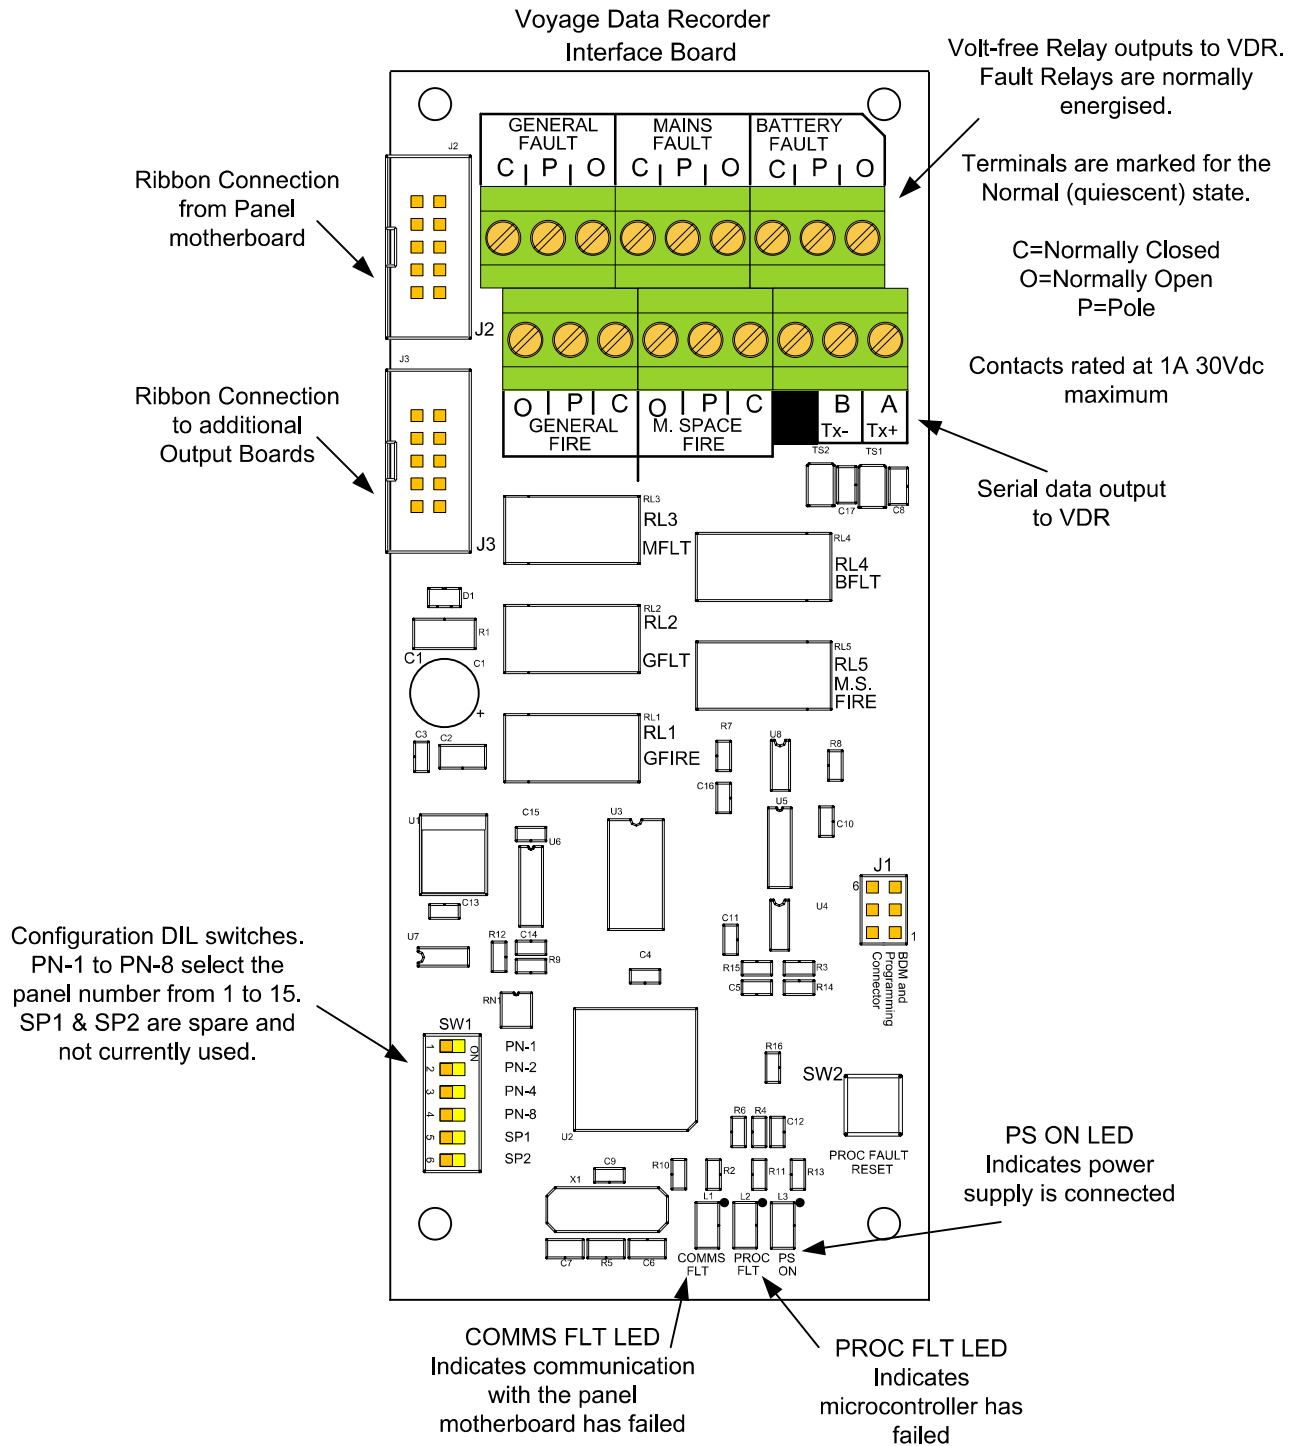 Voyage Data Recorder
Interface Board
Volt-free Relay outputs to VDR.
Fault Relays are normally
energised.
Terminals are marked for the
Normal (quiescent) state.
C=Normally Closed
O=Normally Open
P=Pole
Contacts rated at 1A 30Vdc
maximum
Serial data output
to VDR
Ribbon Connection
from Panel
motherboard
Ribbon Connection
to additional
Output Boards
GENERAL
FAULT
C P O
MAINS
FAULT
C P O
BATTERY
FAULT
C P O
J2
J2
J3
J3
O P C
GENERAL
FIRE
O P C
M. SPACE
FIRE
B
Tx-
A
Tx+
TS2
TS1
C17
C8
RL3
RL3
MFLT
RL4
RL4
BFLT
D1
R1
RL2
RL2
GFLT
RL5
RL5
M.S.
FIRE
C1
C1
+
RL1
RL1
GFIRE
C3
C2
R7
U8
R8
C16
U5
C10
U1
C15
U6
U3
J1
6
1
BDM and
Programming
Connector
C13
U7
R12
C14
R9
C4
C11
U4
R15
R3
C5
R14
RN1
Configuration DIL switches.
PN-1 to PN-8 select the
panel number from 1 to 15.
SP1 & SP2 are spare and
not currently used.
SW1
ON
1 PN-1
2 PN-2
3 PN-4
4 PN-8
5 SP1
6 SP2
U2
R16
SW2
PROC FAULT
RESET
R6
R4
C12
R10
R2
R11
R13
C9
X1
C7
R5
C6
L1
L2
L3
COMMS
FLT
PROC
FLT
PS
ON
PS ON LED
Indicates power
supply is connected
COMMS FLT LED
Indicates communication
with the panel
motherboard has failed
PROC FLT LED
Indicates
microcontroller has
failed